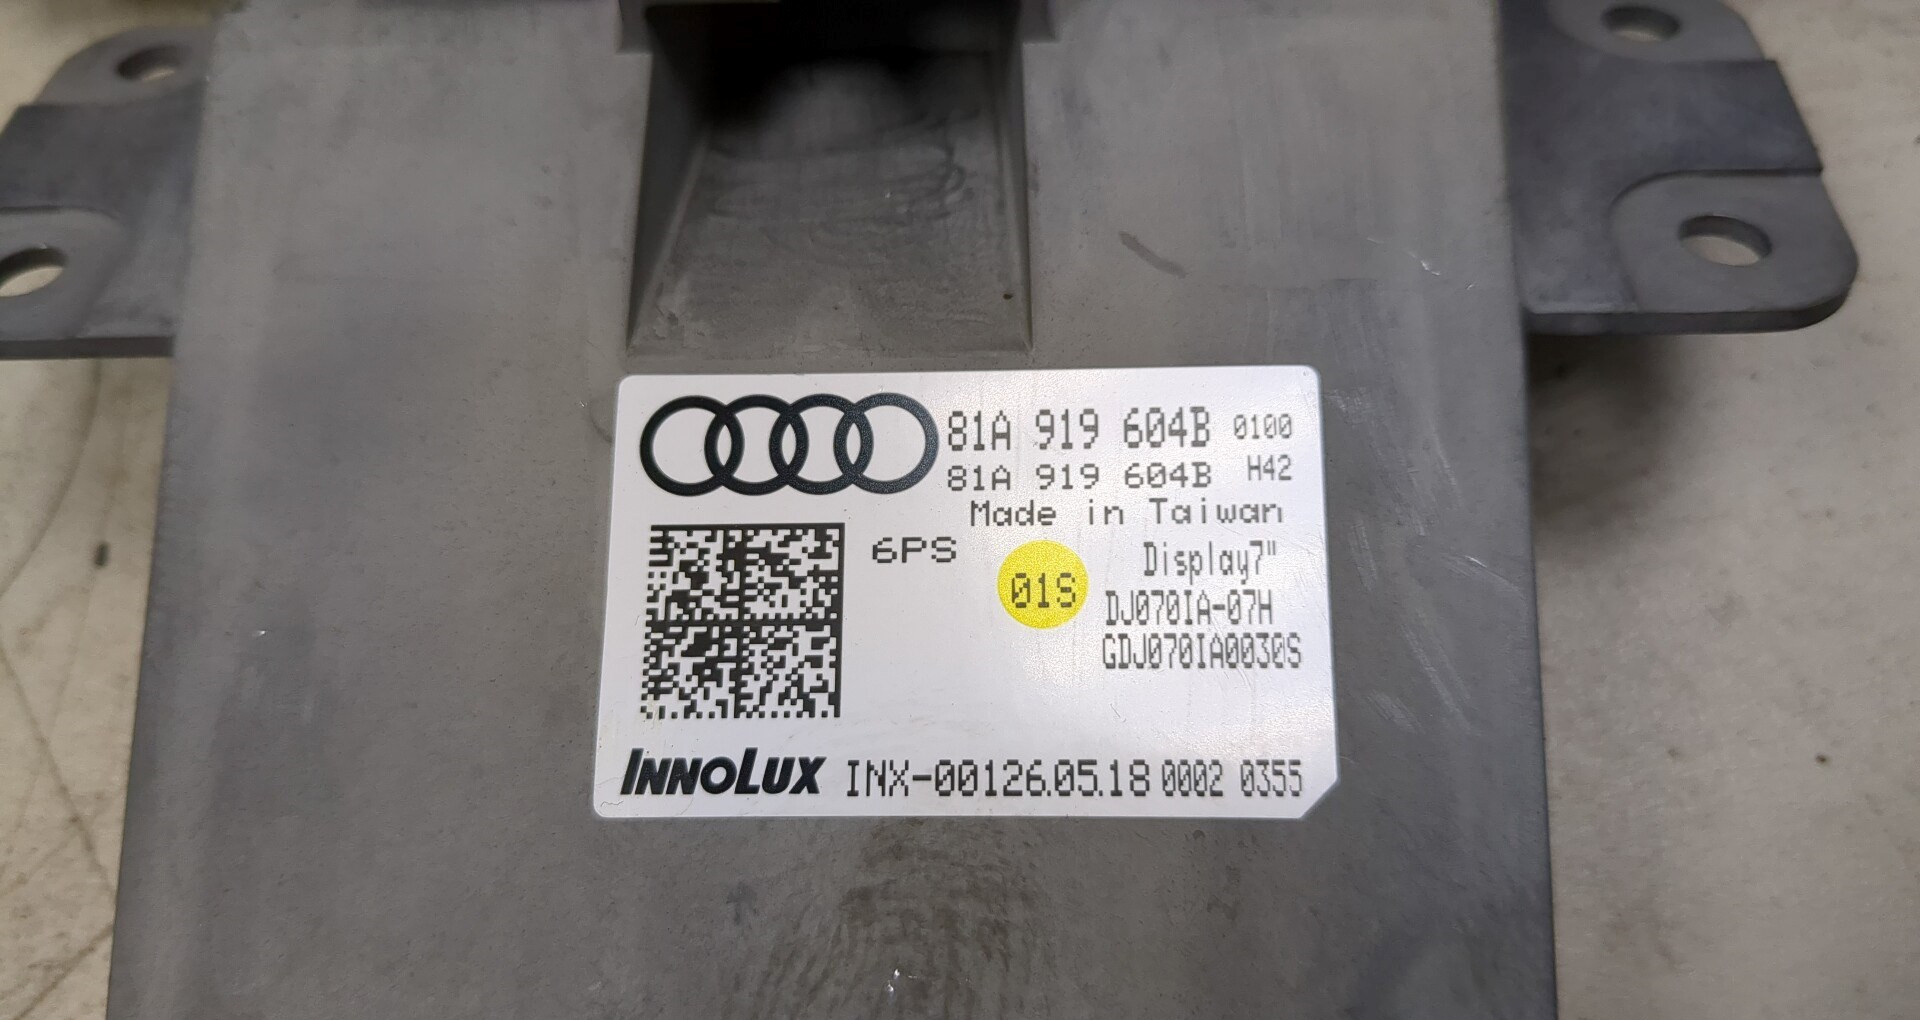 81A 919 604B 0100
81A 919 604B H42
Made in Taiwan
6PS
01S
Display7"
DJ070IA-07H
GDJ070IA0030S
INNOLUX INX-00126.05.18 0002 0355